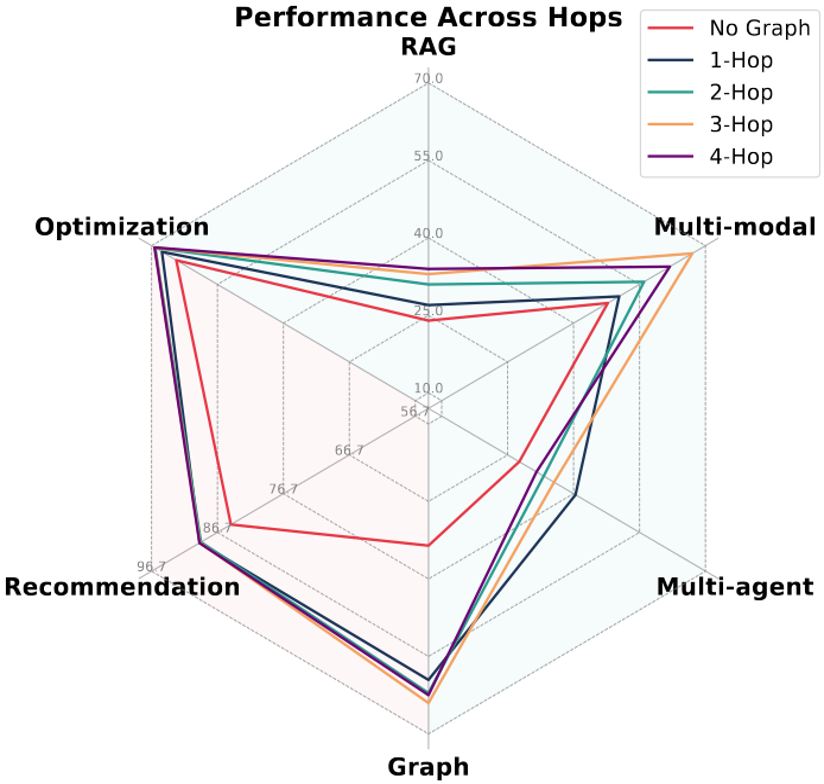 Performance Across Hops
RAG
No Graph
1-Hop
2-Hop
3-Hop
4-Hop
70.0
55.0
40.0
25.0
10.0
Optimization
Multi-modal
56.7
66.7
76.7
86.7
96.7
Recommendation
Multi-agent
Graph